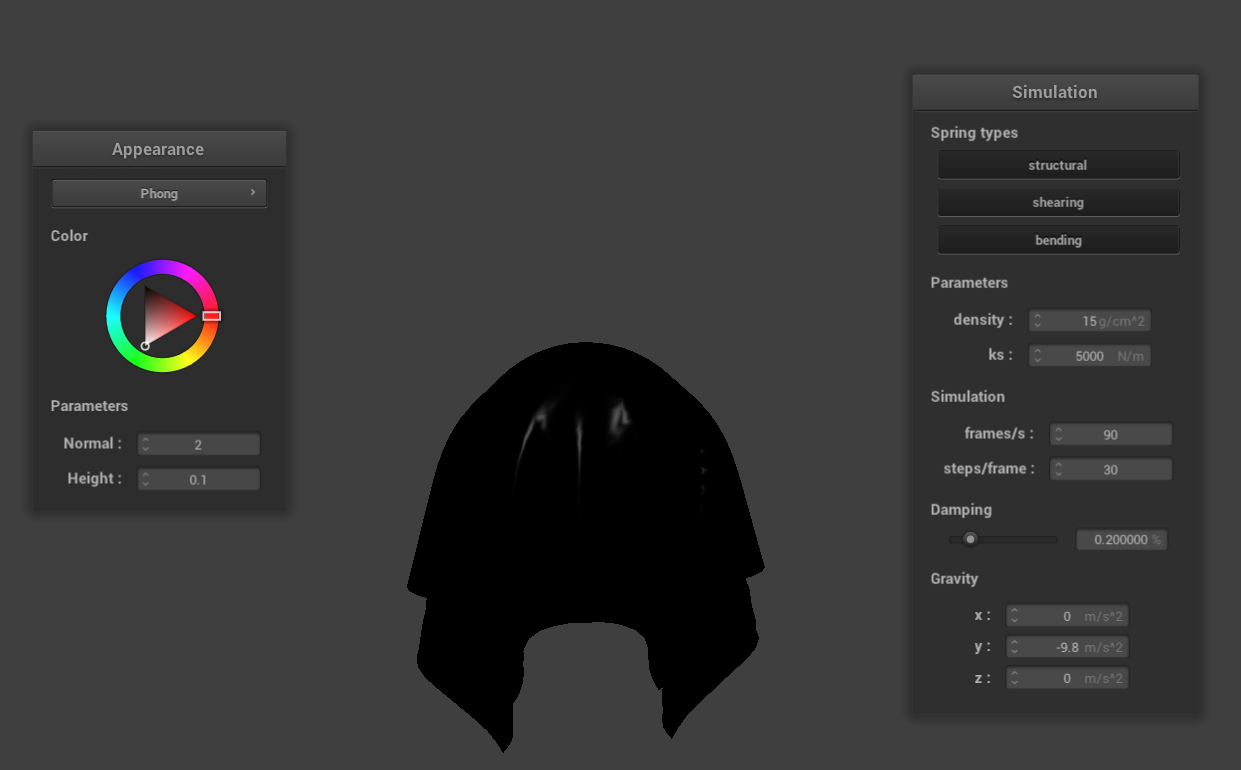 Appearance
Phong
Color
Parameters
Normal : 2
Height : 0.1
Simulation
Spring types
structural
shearing
bending
Parameters
density : 15 g/cm^2
ks : 5000 N/m
Simulation
frames/s : 90
steps/frame : 30
Damping
0.200000 %
Gravity
x : 0 m/s^2
y : -9.8 m/s^2
z : 0 m/s^2